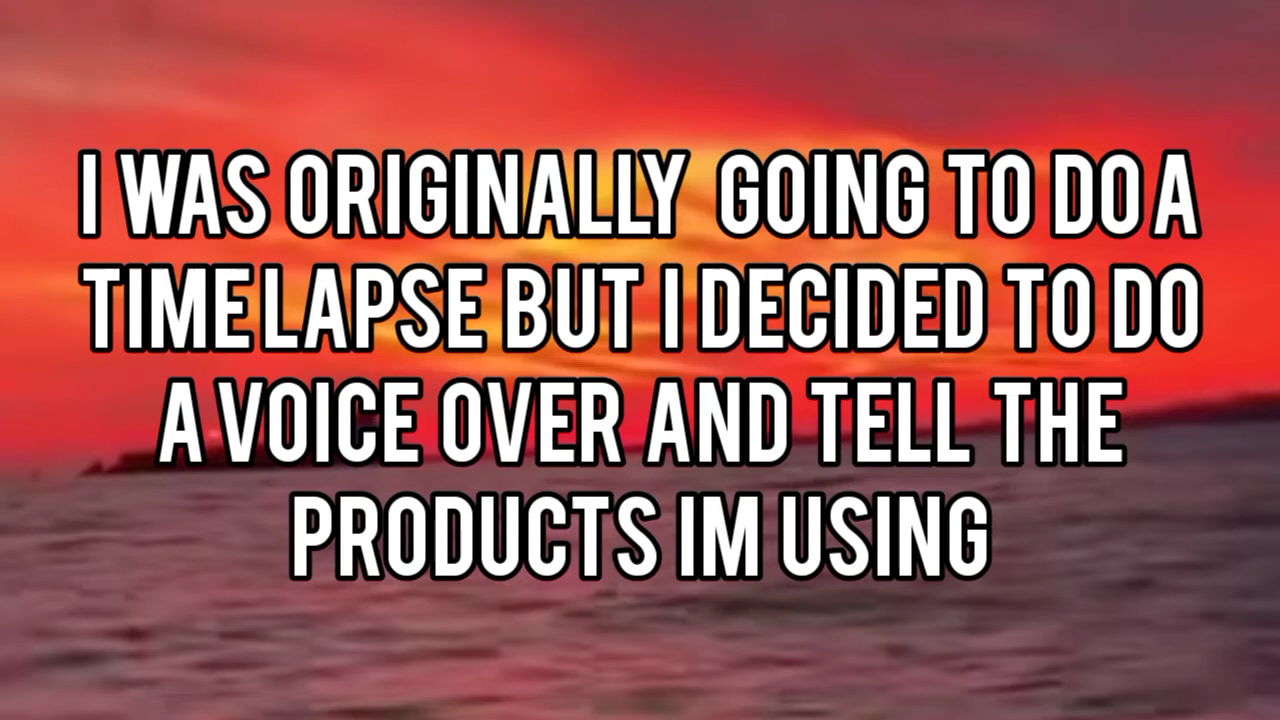 I WAS ORIGINALLY GOING TO DO A
TIME LAPSE BUT I DECIDED TO DO
A VOICE OVER AND TELL THE
PRODUCTS IM USING